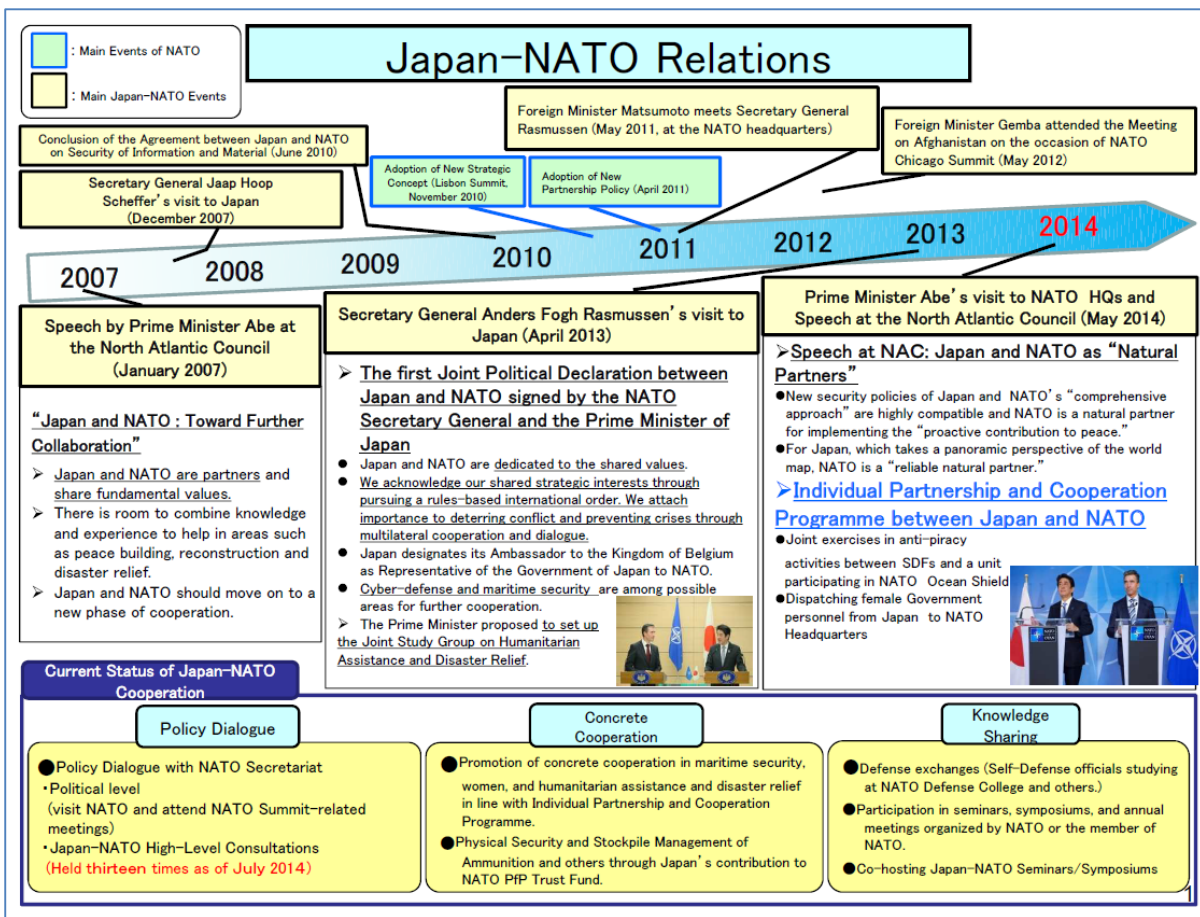 : Main Events of NATO
: Main Japan-NATO Events
Japan-NATO Relations
Conclusion of the Agreement between Japan and NATO
on Security of Information and Material (June 2010)
Secretary General Jaap Hoop
Scheffer's visit to Japan
(December 2007)
Adoption of New Strategic
Concept (Lisbon Summit,
November 2010)
Foreign Minister Matsumoto meets Secretary General
Rasmussen (May 2011, at the NATO headquarters)
Adoption of New
Partnership Policy (April 2011)
Foreign Minister Gemba attended the Meeting
on Afghanistan on the occasion of NATO
Chicago Summit (May 2012)
2007
2008
2009
2010
2011
2012
2013
2014
Speech by Prime Minister Abe at
the North Atlantic Council
(January 2007)
"Japan and NATO : Toward Further
Collaboration"
➢ Japan and NATO are partners and
share fundamental values.
➢ There is room to combine knowledge
and experience to help in areas such
as peace building, reconstruction and
disaster relief.
➢ Japan and NATO should move on to a
new phase of cooperation.
Secretary General Anders Fogh Rasmussen's visit to
Japan (April 2013)
➢ The first Joint Political Declaration between
Japan and NATO signed by the NATO
Secretary General and the Prime Minister of
Japan
● Japan and NATO are dedicated to the shared values.
● We acknowledge our shared strategic interests through
pursuing a rules-based international order. We attach
importance to deterring conflict and preventing crises through
multilateral cooperation and dialogue.
● Japan designates its Ambassador to the Kingdom of Belgium
as Representative of the Government of Japan to NATO.
● Cyber-defense and maritime security are among possible
areas for further cooperation.
➢ The Prime Minister proposed to set up
the Joint Study Group on Humanitarian
Assistance and Disaster Relief.
Prime Minister Abe's visit to NATO HQs and
Speech at the North Atlantic Council (May 2014)
➢Speech at NAC: Japan and NATO as "Natural
Partners"
●New security policies of Japan and NATO's "comprehensive
approach" are highly compatible and NATO is a natural partner
for implementing the "proactive contribution to peace."
●For Japan, which takes a panoramic perspective of the world
map, NATO is a "reliable natural partner."
➢Individual Partnership and Cooperation
Programme between Japan and NATO
●Joint exercises in anti-piracy
activities between SDFs and a unit
participating in NATO Ocean Shield
●Dispatching female Government
personnel from Japan to NATO
Headquarters
Current Status of Japan-NATO
Cooperation
Policy Dialogue
●Policy Dialogue with NATO Secretariat
・Political level
(visit NATO and attend NATO Summit-related
meetings)
・Japan-NATO High-Level Consultations
(Held thirteen times as of July 2014)
Concrete
Cooperation
●Promotion of concrete cooperation in maritime security,
women, and humanitarian assistance and disaster relief
in line with Individual Partnership and Cooperation
Programme.
●Physical Security and Stockpile Management of
Ammunition and others through Japan's contribution to
NATO PfP Trust Fund.
Knowledge
Sharing
●Defense exchanges (Self-Defense officials studying
at NATO Defense College and others.)
●Participation in seminars, symposiums, and annual
meetings organized by NATO or the member of
NATO.
●Co-hosting Japan-NATO Seminars/Symposiums
1